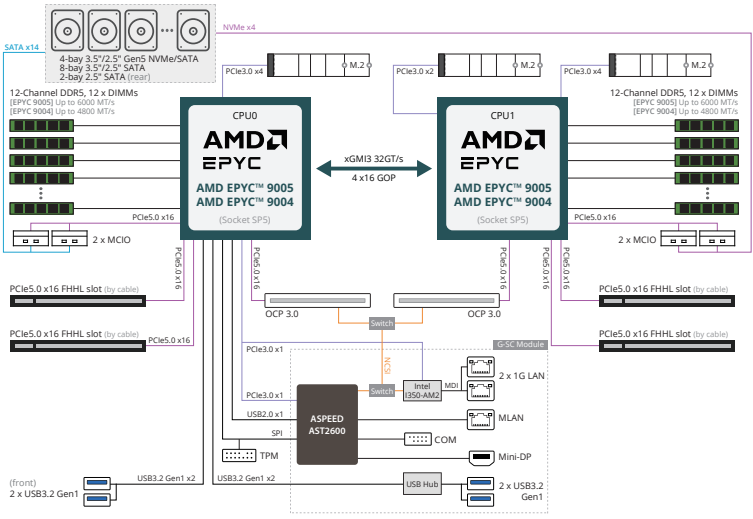 NVMe x4
SATA x14
4-bay 3.5"/2.5" Gen5 NVMe/SATA
8-bay 3.5"/2.5" SATA
2-bay 2.5" SATA (rear)
PCIe3.0 x4
M.2
PCIe3.0 x2
M.2
PCIe3.0 x4
M.2
12-Channel DDR5, 12 x DIMMs
[EPYC 9005] Up to 6000 MT/s
[EPYC 9004] Up to 4800 MT/s
12-Channel DDR5, 12 x DIMMs
[EPYC 9005] Up to 6000 MT/s
[EPYC 9004] Up to 4800 MT/s
CPU0
AMD
EPYC
AMD EPYC™ 9005
AMD EPYC™ 9004
(Socket SP5)
xGMI3 32GT/s
4 x16 GOP
CPU1
AMD
EPYC
AMD EPYC™ 9005
AMD EPYC™ 9004
(Socket SP5)
PCIe5.0 x16
2 x MCIO
PCIe5.0 x16
2 x MCIO
PCIe5.0 x16
PCIe5.0 x16
PCIe5.0 x16
PCIe5.0 x16
PCIe5.0 x16 FHHL slot (by cable)
OCP 3.0
OCP 3.0
PCIe5.0 x16 FHHL slot (by cable)
Switch
PCIe5.0 x16 FHHL slot (by cable)
PCIe5.0 x16
PCIe5.0 x16 FHHL slot (by cable)
G-SC Module
PCIe3.0 x1
NCSI
2 x 1G LAN
PCIe3.0 x1
Switch
Intel
I350-AM2
MDI
USB2.0 x1
ASPEED
AST2600
MLAN
SPI
COM
TPM
Mini-DP
USB3.2 Gen1 x2
USB3.2 Gen1 x2
USB Hub
(front)
2 x USB3.2 Gen1
2 x USB3.2
Gen1